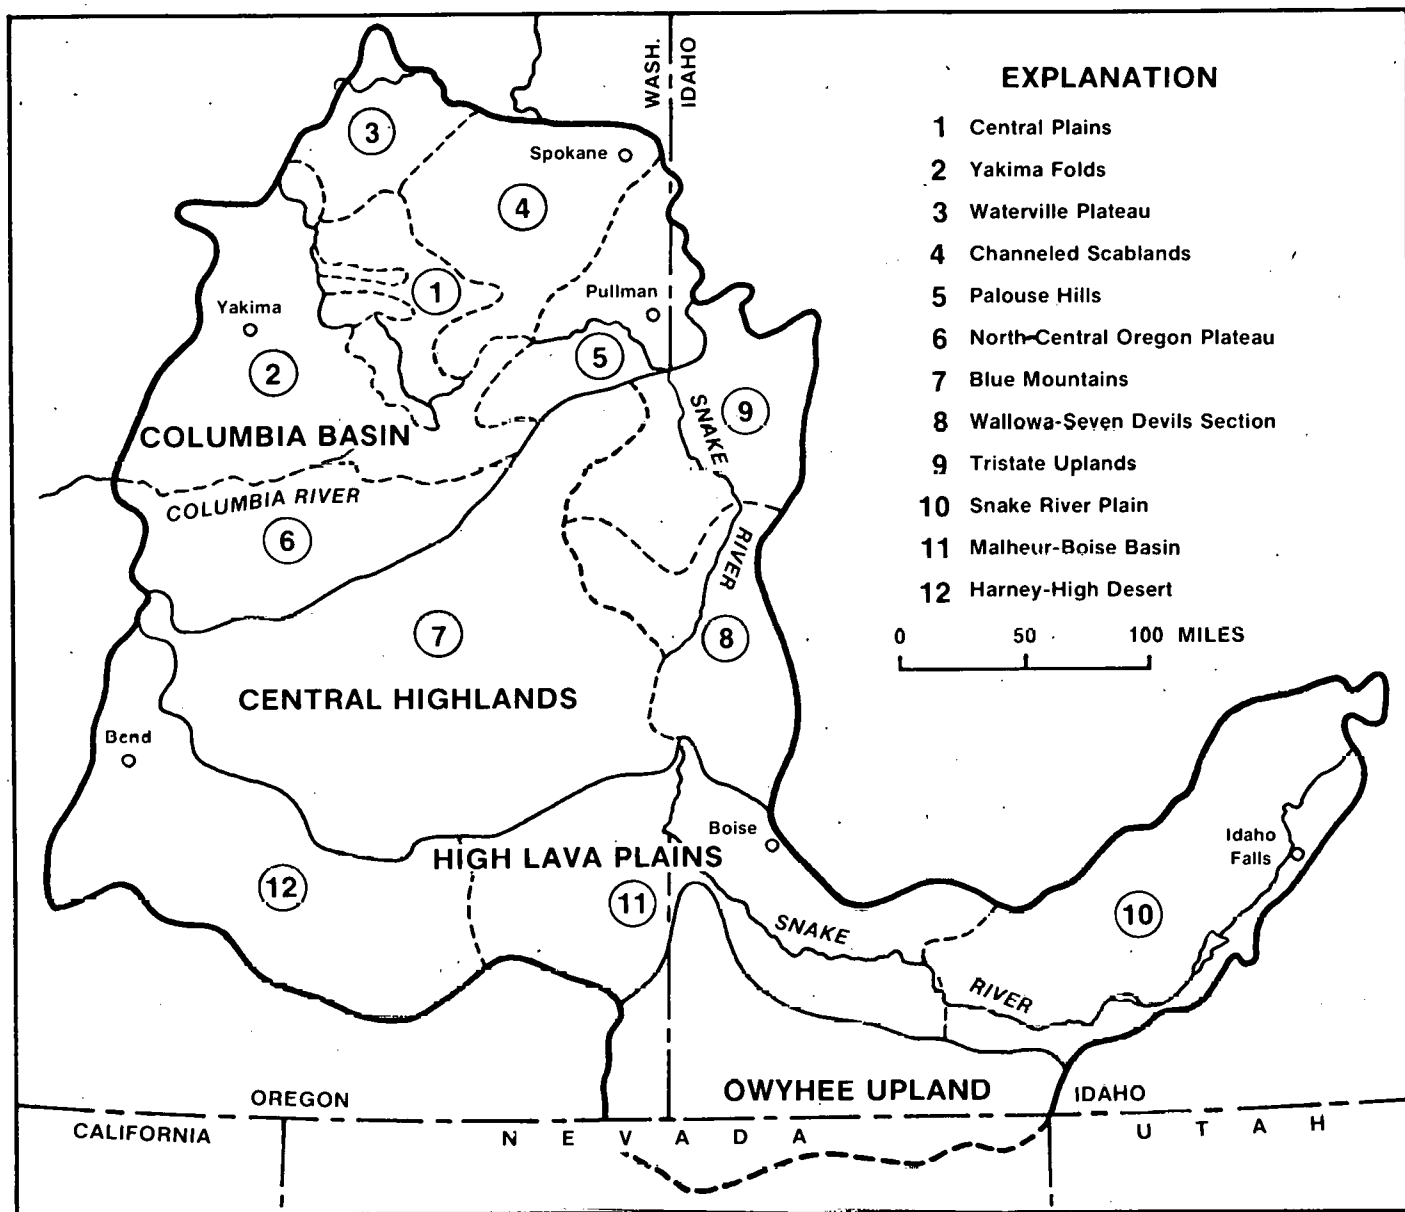 WASH.
IDAHO
EXPLANATION
1 Central Plains
2 Yakima Folds
3 Waterville Plateau
4 Channeled Scablands
5 Palouse Hills
6 North-Central Oregon Plateau
7 Blue Mountains
8 Wallowa-Seven Devils Section
9 Tristate Uplands
10 Snake River Plain
11 Malheur-Boise Basin
12 Harney-High Desert
0 50 100 MILES
3
Spokane
4
1
Pullman
Yakima
2
5
9
SNAKE
RIVER
COLUMBIA BASIN
COLUMBIA RIVER
6
7
8
CENTRAL HIGHLANDS
Bend
Boise
Idaho
Falls
HIGH LAVA PLAINS
12
11
10
SNAKE
RIVER
OWYHEE UPLAND
OREGON
IDAHO
CALIFORNIA
NEVADA
UTAH